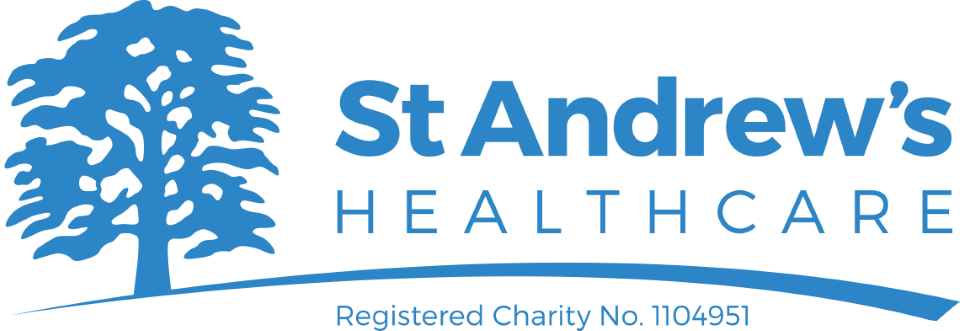 St Andrew's
HEALTHCARE
Registered Charity No. 1104951